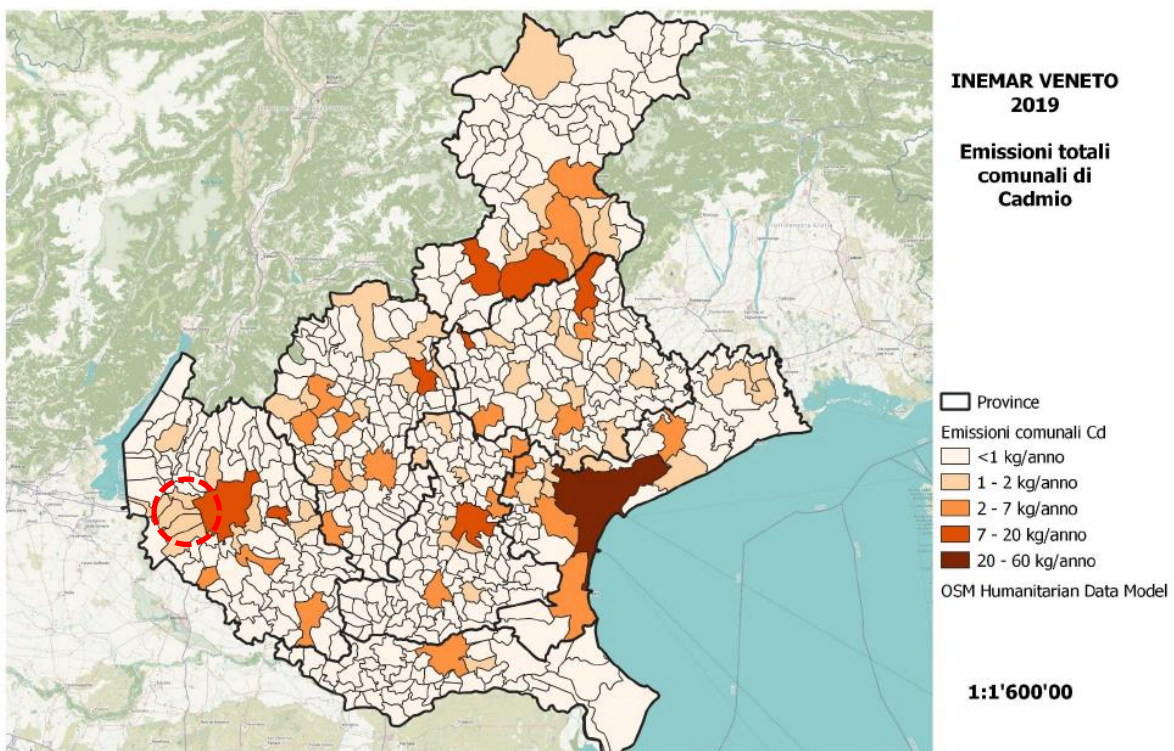 INEMAR VENETO
2019
Emissioni totali
comunali di
Cadmio
Province
Emissioni comunali Cd
<1 kg/anno
1 - 2 kg/anno
2 - 7 kg/anno
7 - 20 kg/anno
20 - 60 kg/anno
OSM Humanitarian Data Model
1:1'600'00